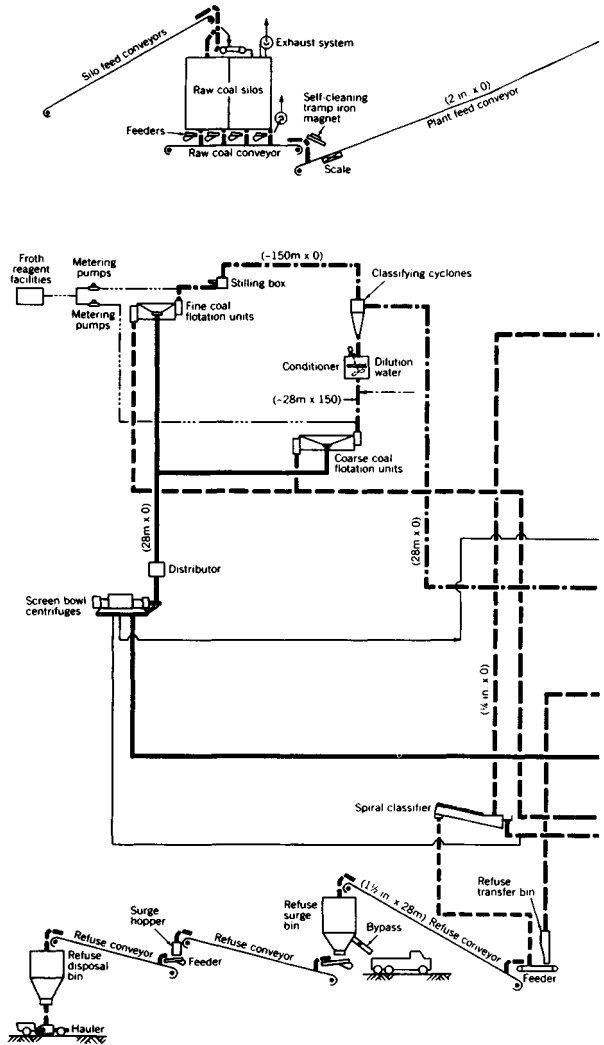 Silo feed conveyors
Exhaust system
Raw coal silos
Self-cleaning
tramp iron
magnet
(2 in. x 0)
Plant feed conveyor
Feeders
Raw coal conveyor
Scale
Froth
reagent
facilities
Metering
pumps
Metering
pumps
(-150m x 0)
Stilling box
Fine coal
flotation units
Classifying cyclones
Conditioner
Dilution
water
(-28m x 150)
Coarse coal
flotation units
(28m x 0)
(28m x 0)
Distributor
Screen bowl
centrifuges
(¼ in. x 0)
Spiral classifier
Refuse
transfer bin
(1½ in. x 28m) Refuse conveyor
Refuse
surge
bin
Bypass
Surge
hopper
Refuse conveyor
Refuse conveyor
Feeder
Feeder
Refuse
disposal
bin
Hauler